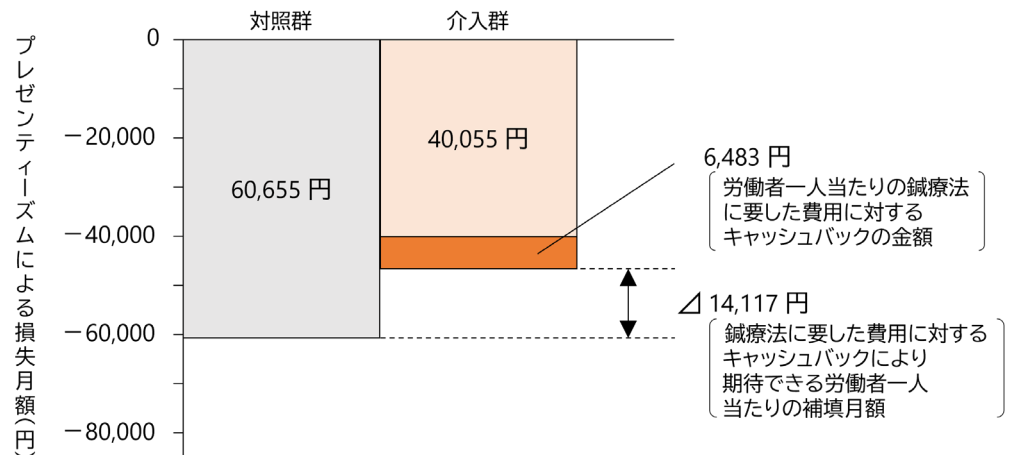 対照群
介入群
プレゼンティーズムによる損失月額(円)
0
−20,000
−40,000
−60,000
−80,000
60,655 円
40,055 円
6,483 円
労働者一人当たりの鍼療法
に要した費用に対する
キャッシュバックの金額
⊿ 14,117 円
鍼療法に要した費用に対する
キャッシュバックにより
期待できる労働者一人
当たりの補填月額